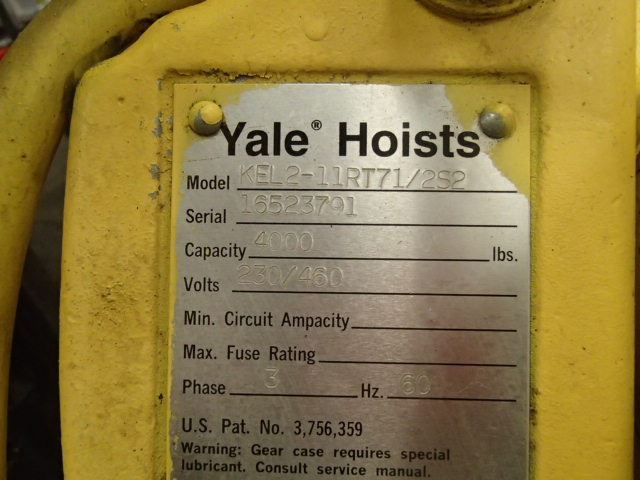 Yale® Hoists
Model KEL2-11RT71/2S2
Serial 16523791
Capacity 4000 lbs.
Volts 230/460
Min. Circuit Ampacity
Max. Fuse Rating
Phase 3 Hz. 60
U.S. Pat. No. 3,756,359
Warning: Gear case requires special
lubricant. Consult service manual.